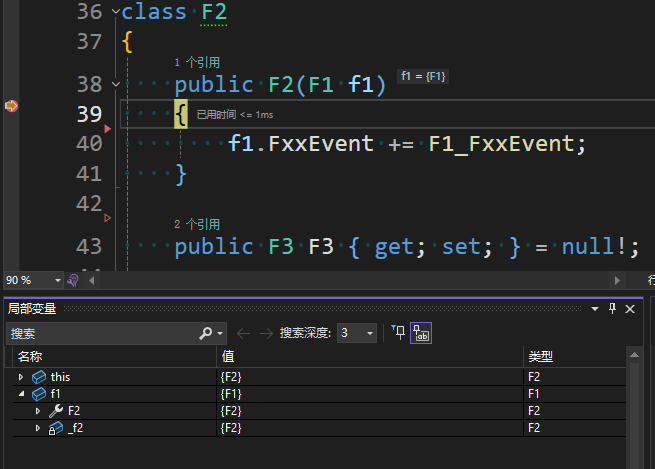 36 class F2
37 {
1 个引用
38 public F2(F1 f1) f1 = {F1}
39 { 已用时间 <= 1ms
40 f1.FxxEvent += F1_FxxEvent;
41 }
42
2 个引用
43 public F3 F3 { get; set; } = null!;
90 %
局部变量
搜索 搜索深度: 3
名称 值 类型
this {F2} F2
f1 {F1} F1
F2 {F2} F2
_f2 {F2} F2